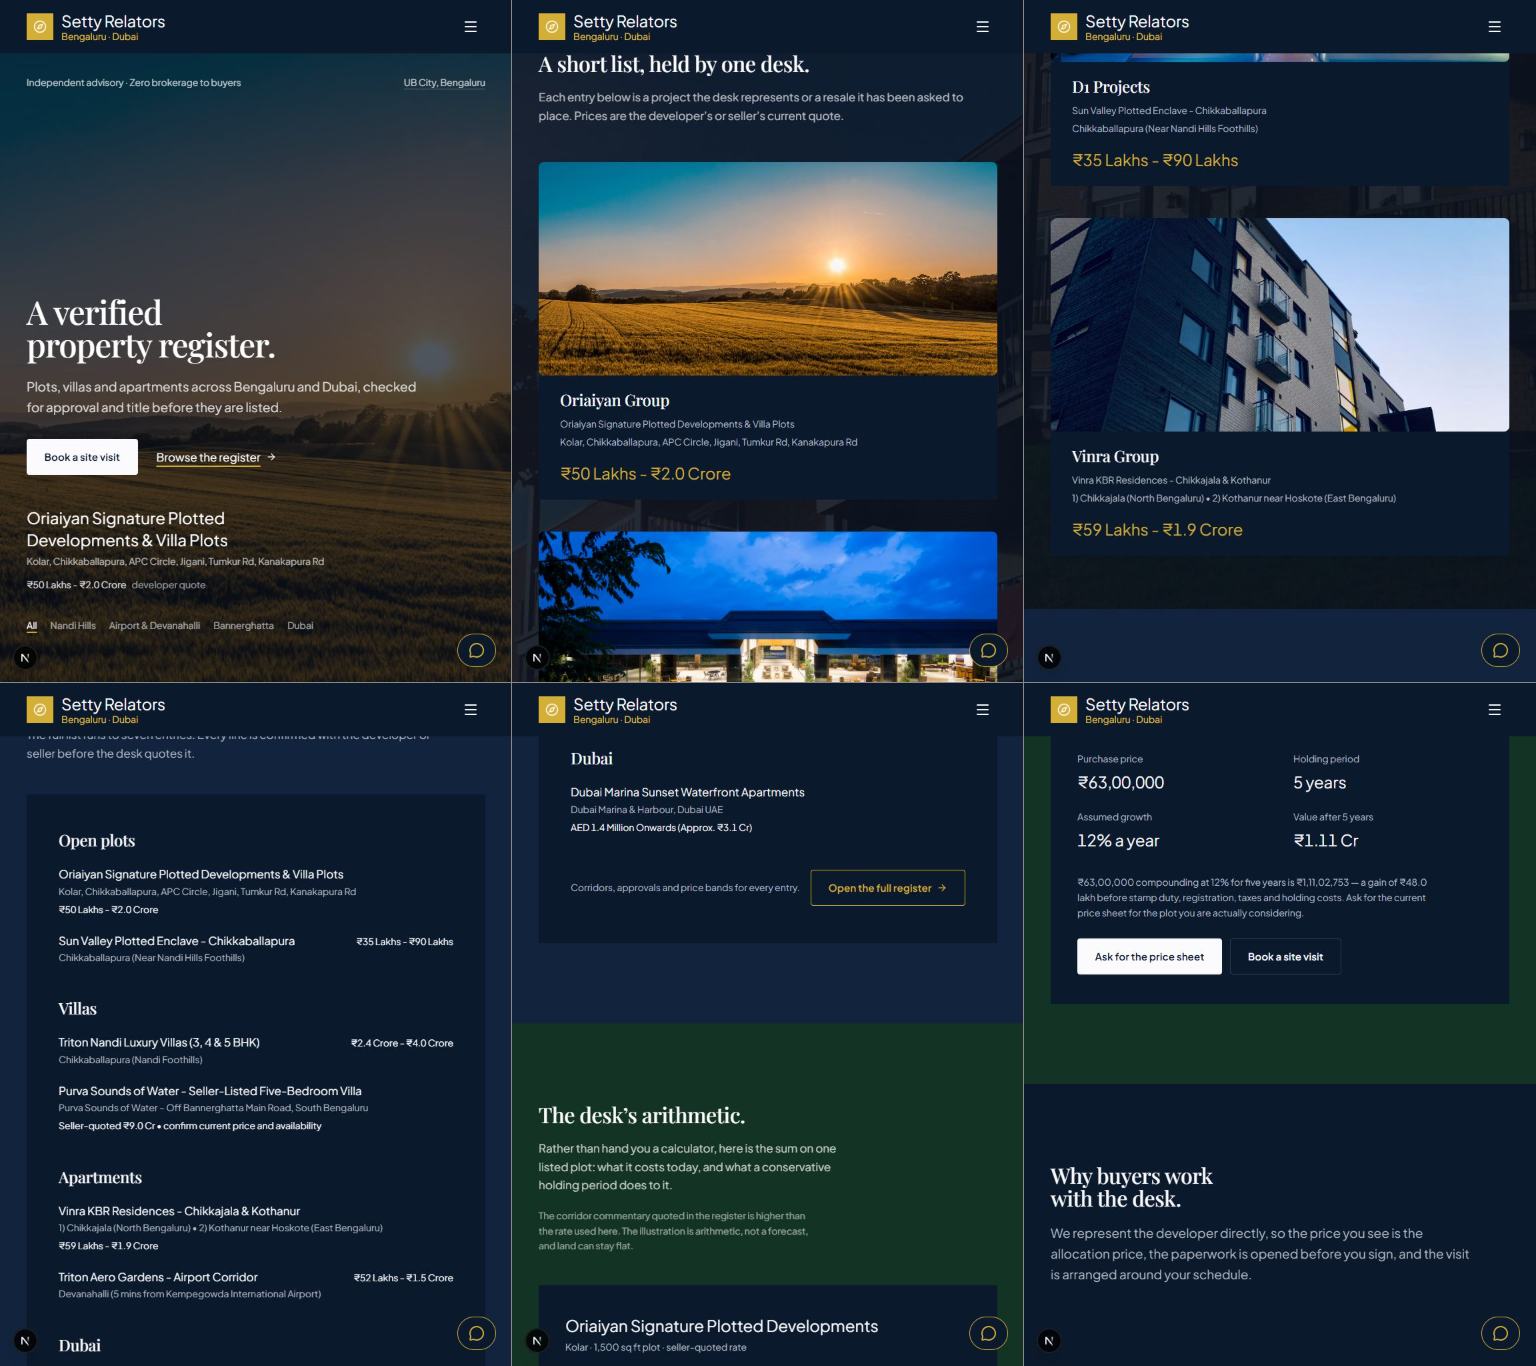 Setty Relators
Bengaluru · Dubai
Independent advisory · Zero brokerage to buyers
UB City, Bengaluru
A verified
property register.
Plots, villas and apartments across Bengaluru and Dubai, checked
for approval and title before they are listed.
Book a site visit
Browse the register →
Oriaiyan Signature Plotted
Developments & Villa Plots
Kolar, Chikkaballapura, APC Circle, Jigani, Tumkur Rd, Kanakapura Rd
₹50 Lakhs - ₹2.0 Crore developer quote
All Nandi Hills Airport & Devanahalli Bannerghatta Dubai
N
Setty Relators
Bengaluru · Dubai
A short list, held by one desk.
Each entry below is a project the desk represents or a resale it has been asked to
place. Prices are the developer's or seller's current quote.
Oriaiyan Group
Oriaiyan Signature Plotted Developments & Villa Plots
Kolar, Chikkaballapura, APC Circle, Jigani, Tumkur Rd, Kanakapura Rd
₹50 Lakhs - ₹2.0 Crore
N
Setty Relators
Bengaluru · Dubai
D1 Projects
Sun Valley Plotted Enclave - Chikkaballapura
Chikkaballapura (Near Nandi Hills Foothills)
₹35 Lakhs - ₹90 Lakhs
Vinra Group
Vinra KBR Residences - Chikkajala & Kothanur
1) Chikkajala (North Bengaluru) • 2) Kothanur near Hoskote (East Bengaluru)
₹59 Lakhs - ₹1.9 Crore
N
Setty Relators
Bengaluru · Dubai
The full list runs to seven entries. Every line is confirmed with the developer or
seller before the desk quotes it.
Open plots
Oriaiyan Signature Plotted Developments & Villa Plots
Kolar, Chikkaballapura, APC Circle, Jigani, Tumkur Rd, Kanakapura Rd
₹50 Lakhs - ₹2.0 Crore
Sun Valley Plotted Enclave - Chikkaballapura ₹35 Lakhs - ₹90 Lakhs
Chikkaballapura (Near Nandi Hills Foothills)
Villas
Triton Nandi Luxury Villas (3, 4 & 5 BHK) ₹2.4 Crore - ₹4.0 Crore
Chikkaballapura (Nandi Foothills)
Purva Sounds of Water - Seller-Listed Five-Bedroom Villa
Purva Sounds of Water - Off Bannerghatta Main Road, South Bengaluru
Seller-quoted ₹9.0 Cr • confirm current price and availability
Apartments
Vinra KBR Residences - Chikkajala & Kothanur
1) Chikkajala (North Bengaluru) • 2) Kothanur near Hoskote (East Bengaluru)
₹59 Lakhs - ₹1.9 Crore
Triton Aero Gardens - Airport Corridor ₹52 Lakhs - ₹1.5 Crore
Devanahalli (5 mins from Kempegowda International Airport)
Dubai
N
Setty Relators
Bengaluru · Dubai
Dubai
Dubai Marina Sunset Waterfront Apartments
Dubai Marina & Harbour, Dubai UAE
AED 1.4 Million Onwards (Approx. ₹3.1 Cr)
Corridors, approvals and price bands for every entry.
Open the full register →
The desk's arithmetic.
Rather than hand you a calculator, here is the sum on one
listed plot: what it costs today, and what a conservative
holding period does to it.
The corridor commentary quoted in the register is higher than
the rate used here. The illustration is arithmetic, not a forecast,
and land can stay flat.
Oriaiyan Signature Plotted Developments
Kolar · 1,500 sq ft plot · seller-quoted rate
N
Setty Relators
Bengaluru · Dubai
Purchase price Holding period
₹63,00,000 5 years
Assumed growth Value after 5 years
12% a year ₹1.11 Cr
₹63,00,000 compounding at 12% for five years is ₹1,11,02,753 — a gain of ₹48.0
lakh before stamp duty, registration, taxes and holding costs. Ask for the current
price sheet for the plot you are actually considering.
Ask for the price sheet
Book a site visit
Why buyers work
with the desk.
We represent the developer directly, so the price you see is the
allocation price, the paperwork is opened before you sign, and the visit
is arranged around your schedule.
N